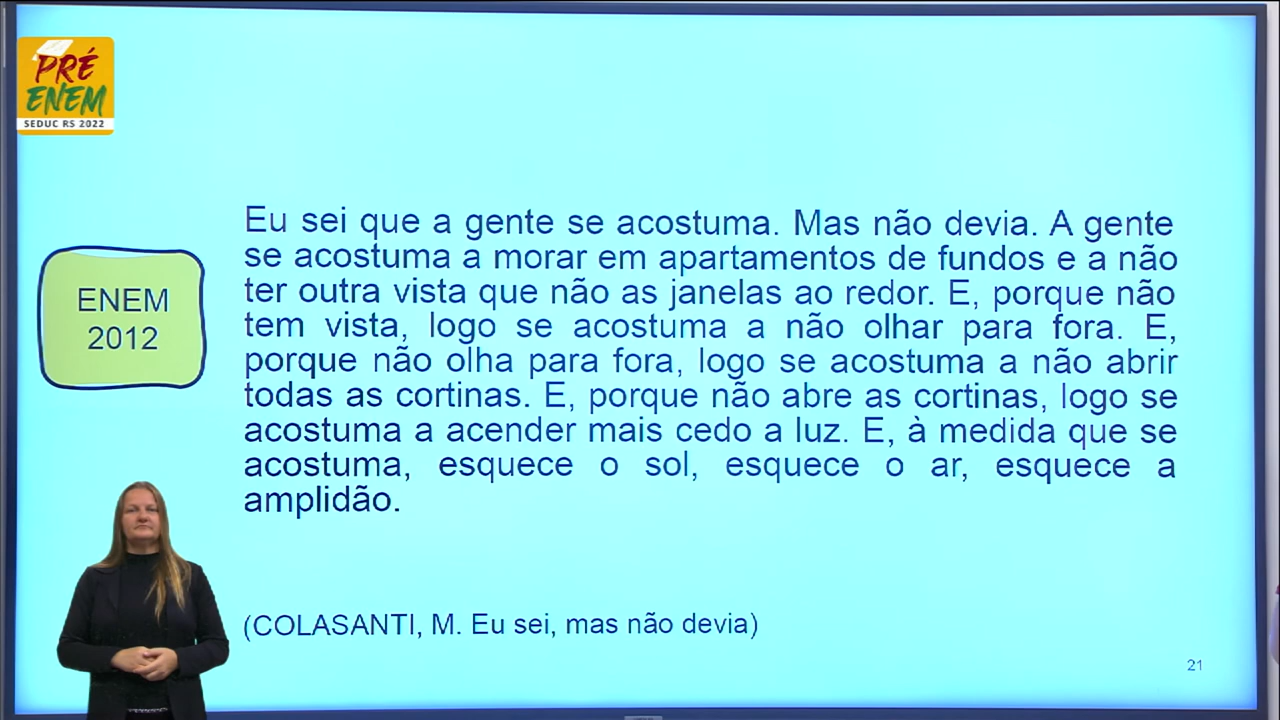 PRÉ
ENEM
SEDUC RS 2022
ENEM
2012
Eu sei que a gente se acostuma. Mas não devia. A gente
se acostuma a morar em apartamentos de fundos e a não
ter outra vista que não as janelas ao redor. E, porque não
tem vista, logo se acostuma a não olhar para fora. E,
porque não olha para fora, logo se acostuma a não abrir
todas as cortinas. E, porque não abre as cortinas, logo se
acostuma a acender mais cedo a luz. E, à medida que se
acostuma, esquece o sol, esquece o ar, esquece a
amplidão.
(COLASANTI, M. Eu sei, mas não devia)
21